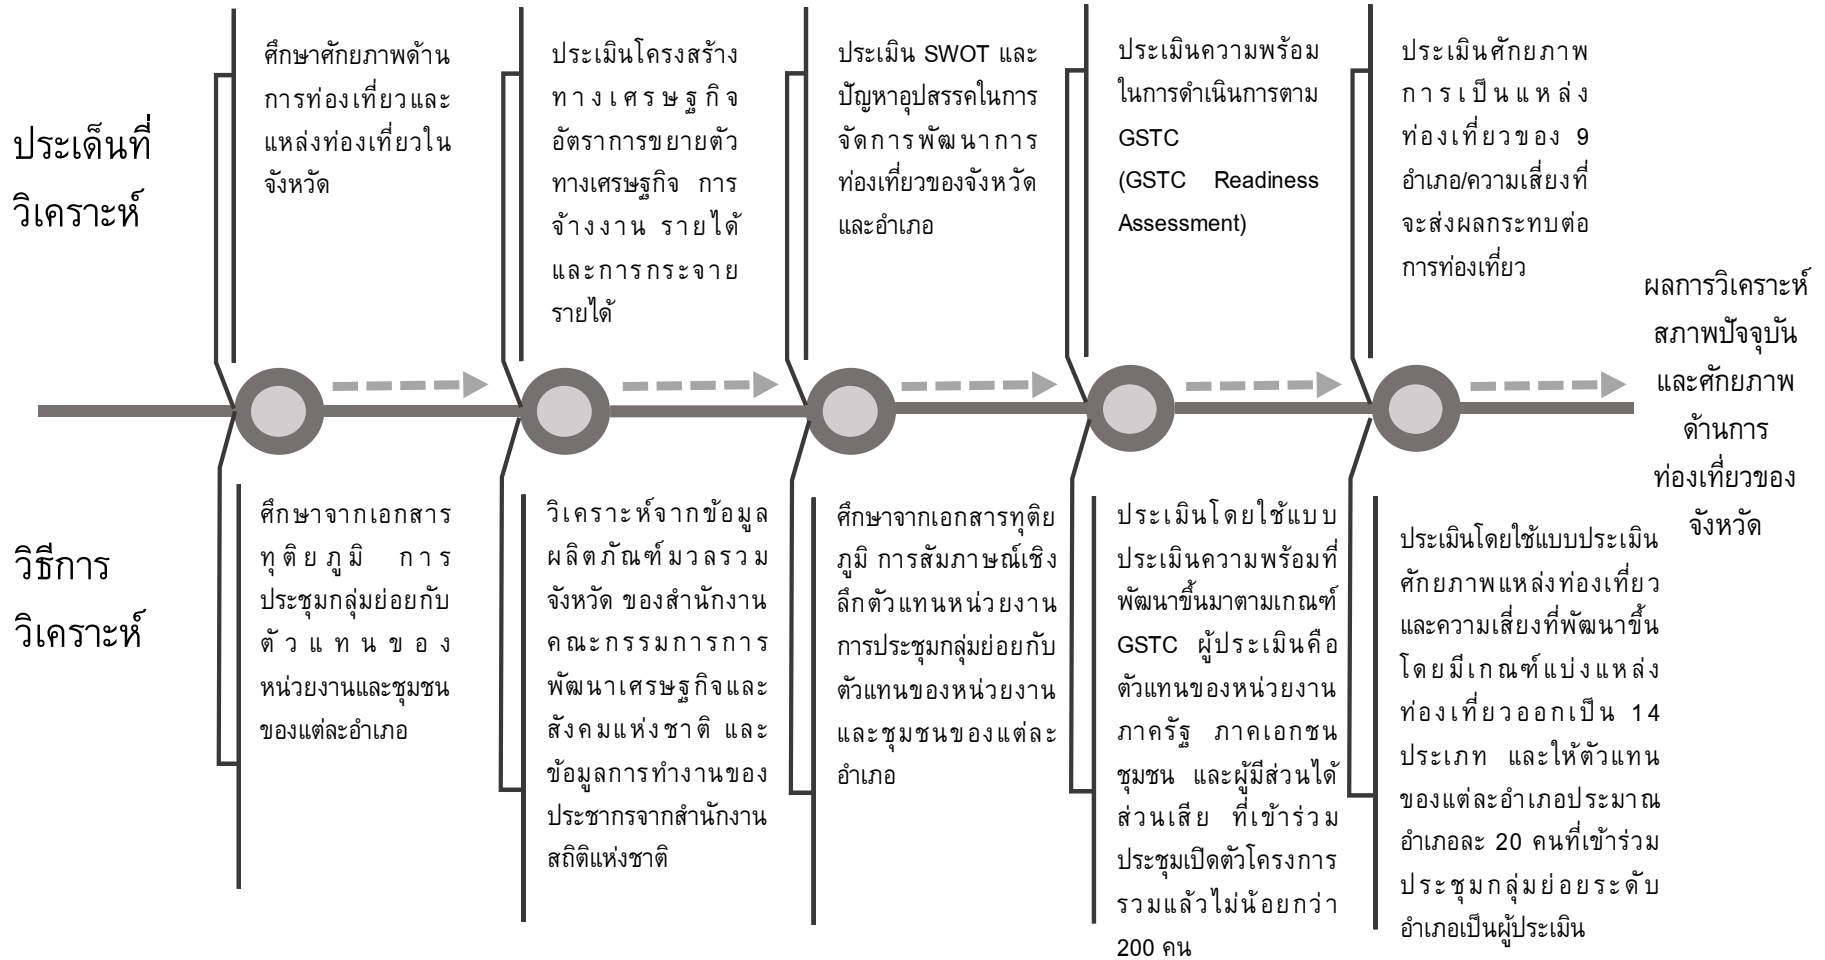 ประเด็นที่
วิเคราะห์
ศึกษาศักยภาพด้าน
การท่องเที่ยวและ
แหล่งท่องเที่ยวใน
จังหวัด
ประเมินโครงสร้าง
ทางเศรษฐกิจ
อัตราการขยายตัว
ทางเศรษฐกิจ การ
จ้างงาน รายได้
และการกระจาย
รายได้
ประเมิน SWOT และ
ปัญหาอุปสรรคในการ
จัดการพัฒนาการ
ท่องเที่ยวของจังหวัด
และอำเภอ
ประเมินความพร้อม
ในการดำเนินการตาม
GSTC
(GSTC Readiness
Assessment)
ประเมินศักยภาพ
การเป็นแหล่ง
ท่องเที่ยวของ 9
อำเภอ/ความเสี่ยงที่
จะส่งผลกระทบต่อ
การท่องเที่ยว
ผลการวิเคราะห์
สภาพปัจจุบัน
และศักยภาพ
ด้านการ
ท่องเที่ยวของ
จังหวัด
วิธีการ
วิเคราะห์
ศึกษาจากเอกสาร
ทุติยภูมิ การ
ประชุมกลุ่มย่อยกับ
ตัวแทนของ
หน่วยงานและชุมชน
ของแต่ละอำเภอ
วิเคราะห์จากข้อมูล
ผลิตภัณฑ์มวลรวม
จังหวัด ของสำนักงาน
คณะกรรมการการ
พัฒนาเศรษฐกิจและ
สังคมแห่งชาติ และ
ข้อมูลการทำงานของ
ประชากรจากสำนักงาน
สถิติแห่งชาติ
ศึกษาจากเอกสารทุติย
ภูมิ การสัมภาษณ์เชิง
ลึกตัวแทนหน่วยงาน
การประชุมกลุ่มย่อยกับ
ตัวแทนของหน่วยงาน
และชุมชนของแต่ละ
อำเภอ
ประเมินโดยใช้แบบ
ประเมินความพร้อมที่
พัฒนาขึ้นมาตามเกณฑ์
GSTC ผู้ประเมินคือ
ตัวแทนของหน่วยงาน
ภาครัฐ ภาคเอกชน
ชุมชน และผู้มีส่วนได้
ส่วนเสีย ที่เข้าร่วม
ประชุมเปิดตัวโครงการ
รวมแล้วไม่น้อยกว่า
200 คน
ประเมินโดยใช้แบบประเมิน
ศักยภาพแหล่งท่องเที่ยว
และความเสี่ยงที่พัฒนาขึ้น
โดยมีเกณฑ์แบ่งแหล่ง
ท่องเที่ยวออกเป็น 14
ประเภท และให้ตัวแทน
ของแต่ละอำเภอประมาณ
อำเภอละ 20 คนที่เข้าร่วม
ประชุมกลุ่มย่อยระดับ
อำเภอเป็นผู้ประเมิน